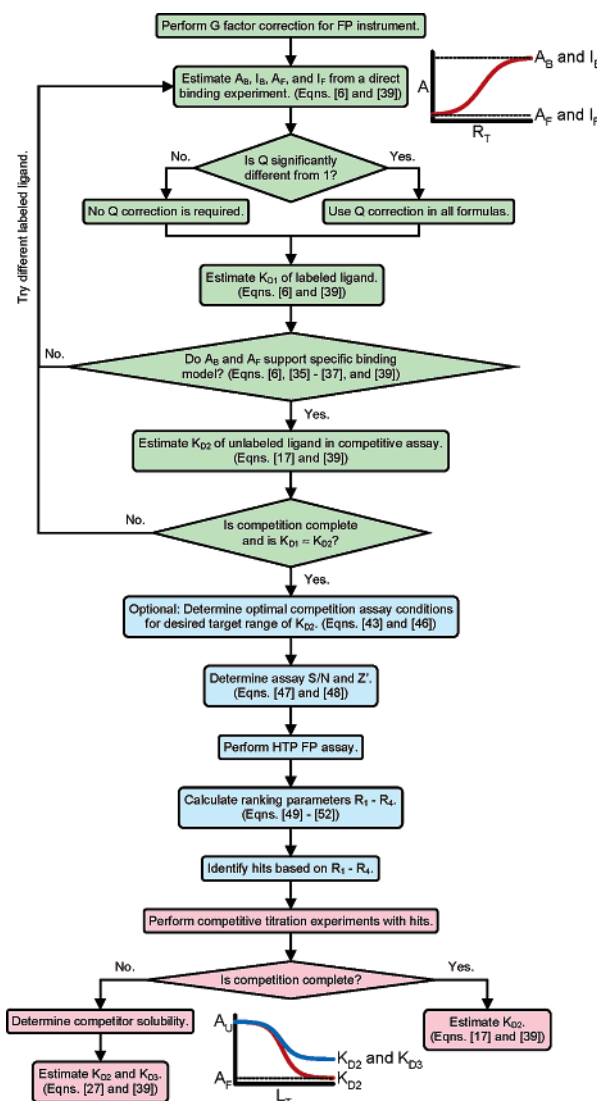 Perform G factor correction for FP instrument.
Estimate A_B, I_B, A_F, and I_F from a direct
binding experiment. (Eqns. [6] and [39])
A_B and I_B
A
A_F and I_F
R_T
Try different labeled ligand.
No.
Is Q significantly
different from 1?
Yes.
No Q correction is required.
Use Q correction in all formulas.
Estimate K_D1 of labeled ligand.
(Eqns. [6] and [39])
No.
Do A_B and A_F support specific binding
model? (Eqns. [6], [35] - [37], and [39])
Yes.
Estimate K_D2 of unlabeled ligand in competitive assay.
(Eqns. [17] and [39])
No.
Is competition complete
and is K_D1 ≈ K_D2?
Yes.
Optional: Determine optimal competition assay conditions
for desired target range of K_D2. (Eqns. [43] and [46])
Determine assay S/N and Z'.
(Eqns. [47] and [48])
Perform HTP FP assay.
Calculate ranking parameters R_1 - R_4.
(Eqns. [49] - [52])
Identify hits based on R_1 - R_4.
Perform competitive titration experiments with hits.
No.
Is competition complete?
Yes.
Determine competitor solubility.
Estimate K_D2 and K_D3.
(Eqns. [27] and [39])
A_U
K_D2 and K_D3
A_F
K_D2
L_T
Estimate K_D2.
(Eqns. [17] and [39])